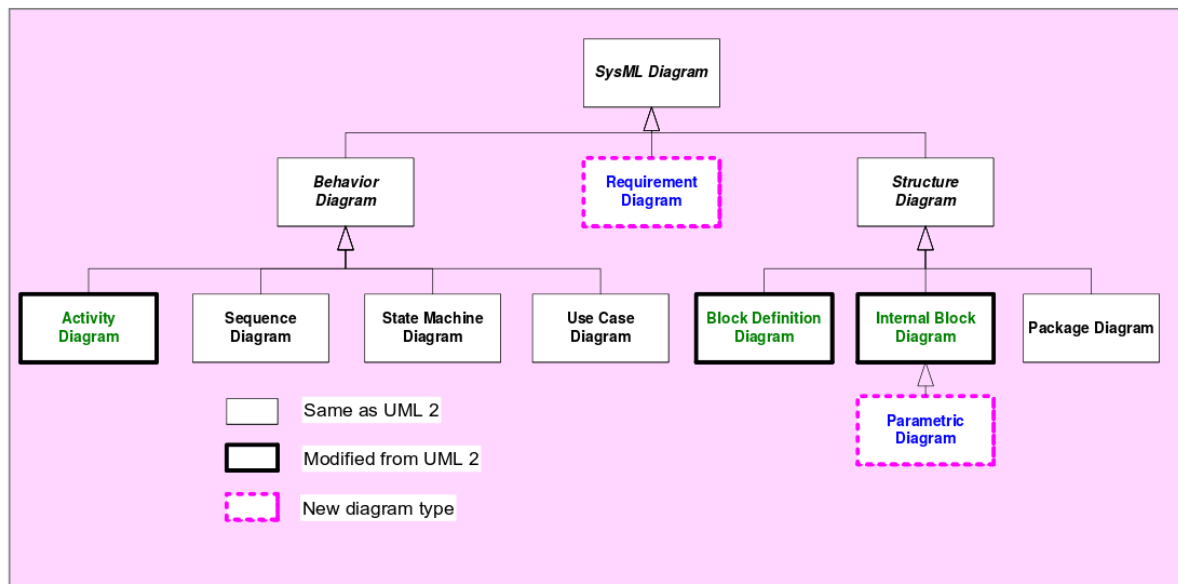 SysML Diagram
Behavior
Diagram
Requirement
Diagram
Structure
Diagram
Activity
Diagram
Sequence
Diagram
State Machine
Diagram
Use Case
Diagram
Block Definition
Diagram
Internal Block
Diagram
Package Diagram
Parametric
Diagram
Same as UML 2
Modified from UML 2
New diagram type